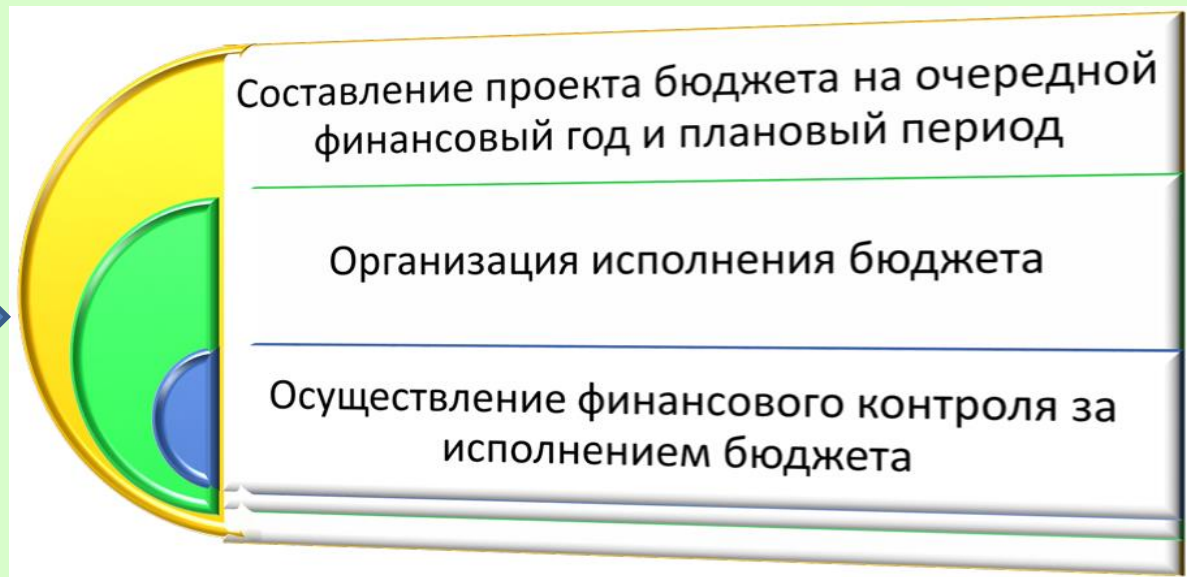 Составление проекта бюджета на очередной
финансовый год и плановый период
Организация исполнения бюджета
Осуществление финансового контроля за
исполнением бюджета